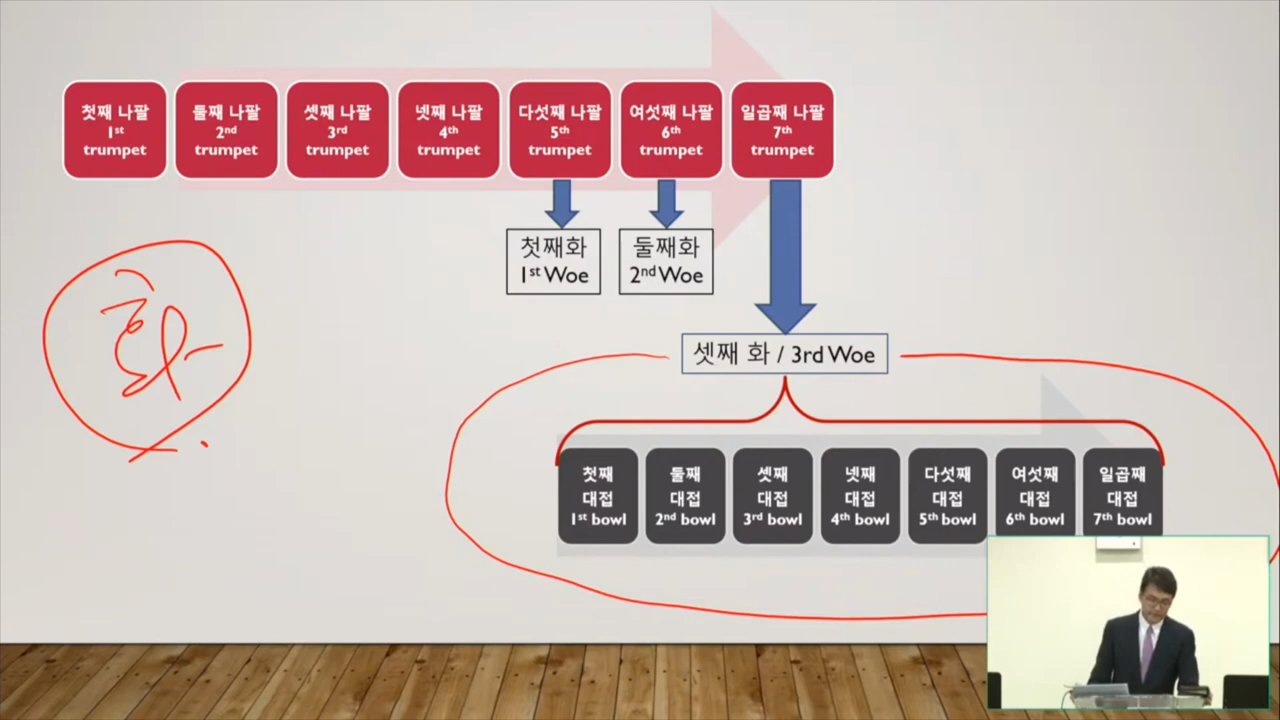 첫째 나팔
1st
trumpet
둘째 나팔
2nd
trumpet
셋째 나팔
3rd
trumpet
넷째 나팔
4th
trumpet
다섯째 나팔
5th
trumpet
여섯째 나팔
6th
trumpet
일곱째 나팔
7th
trumpet
첫째화
1st Woe
둘째화
2nd Woe
화
셋째 화 / 3rd Woe
첫째
대접
1st bowl
둘째
대접
2nd bowl
셋째
대접
3rd bowl
넷째
대접
4th bowl
다섯째
대접
5th bowl
여섯째
대접
6th bowl
일곱째
대접
7th bowl